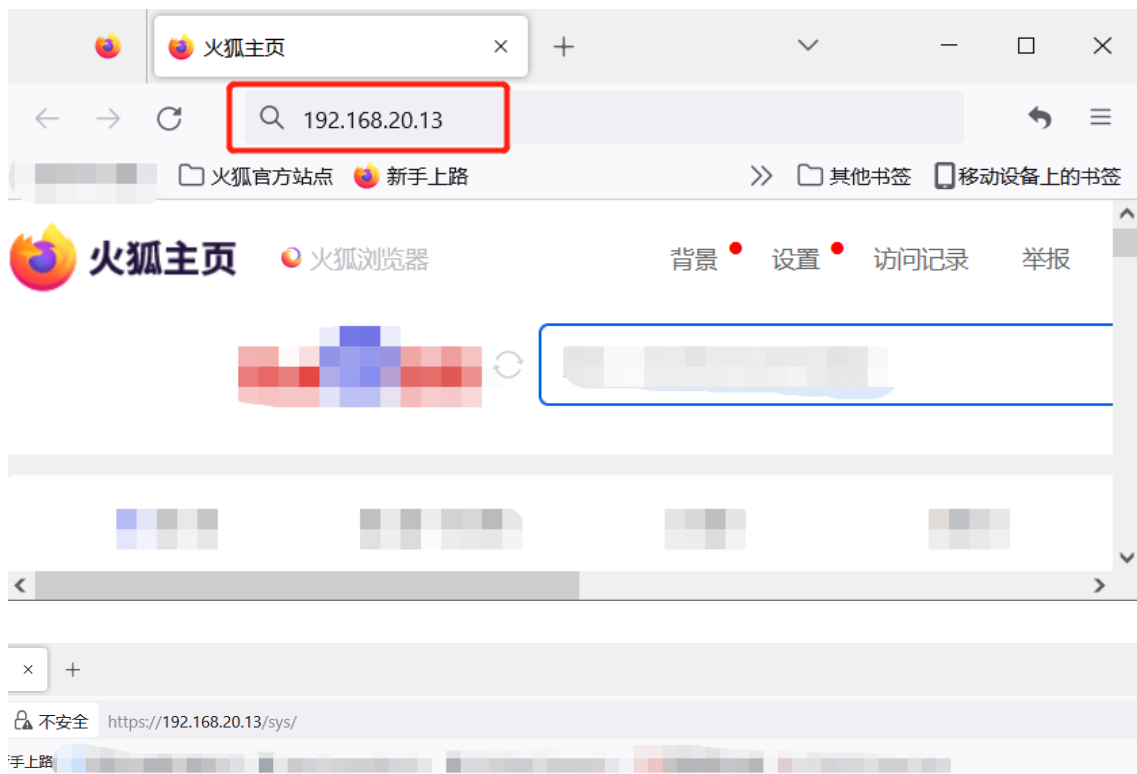 火狐主页
192.168.20.13
火狐官方站点 新手上路 其他书签 移动设备上的书签
火狐主页 火狐浏览器 背景 设置 访问记录 举报
不安全 https://192.168.20.13/sys/
手上路